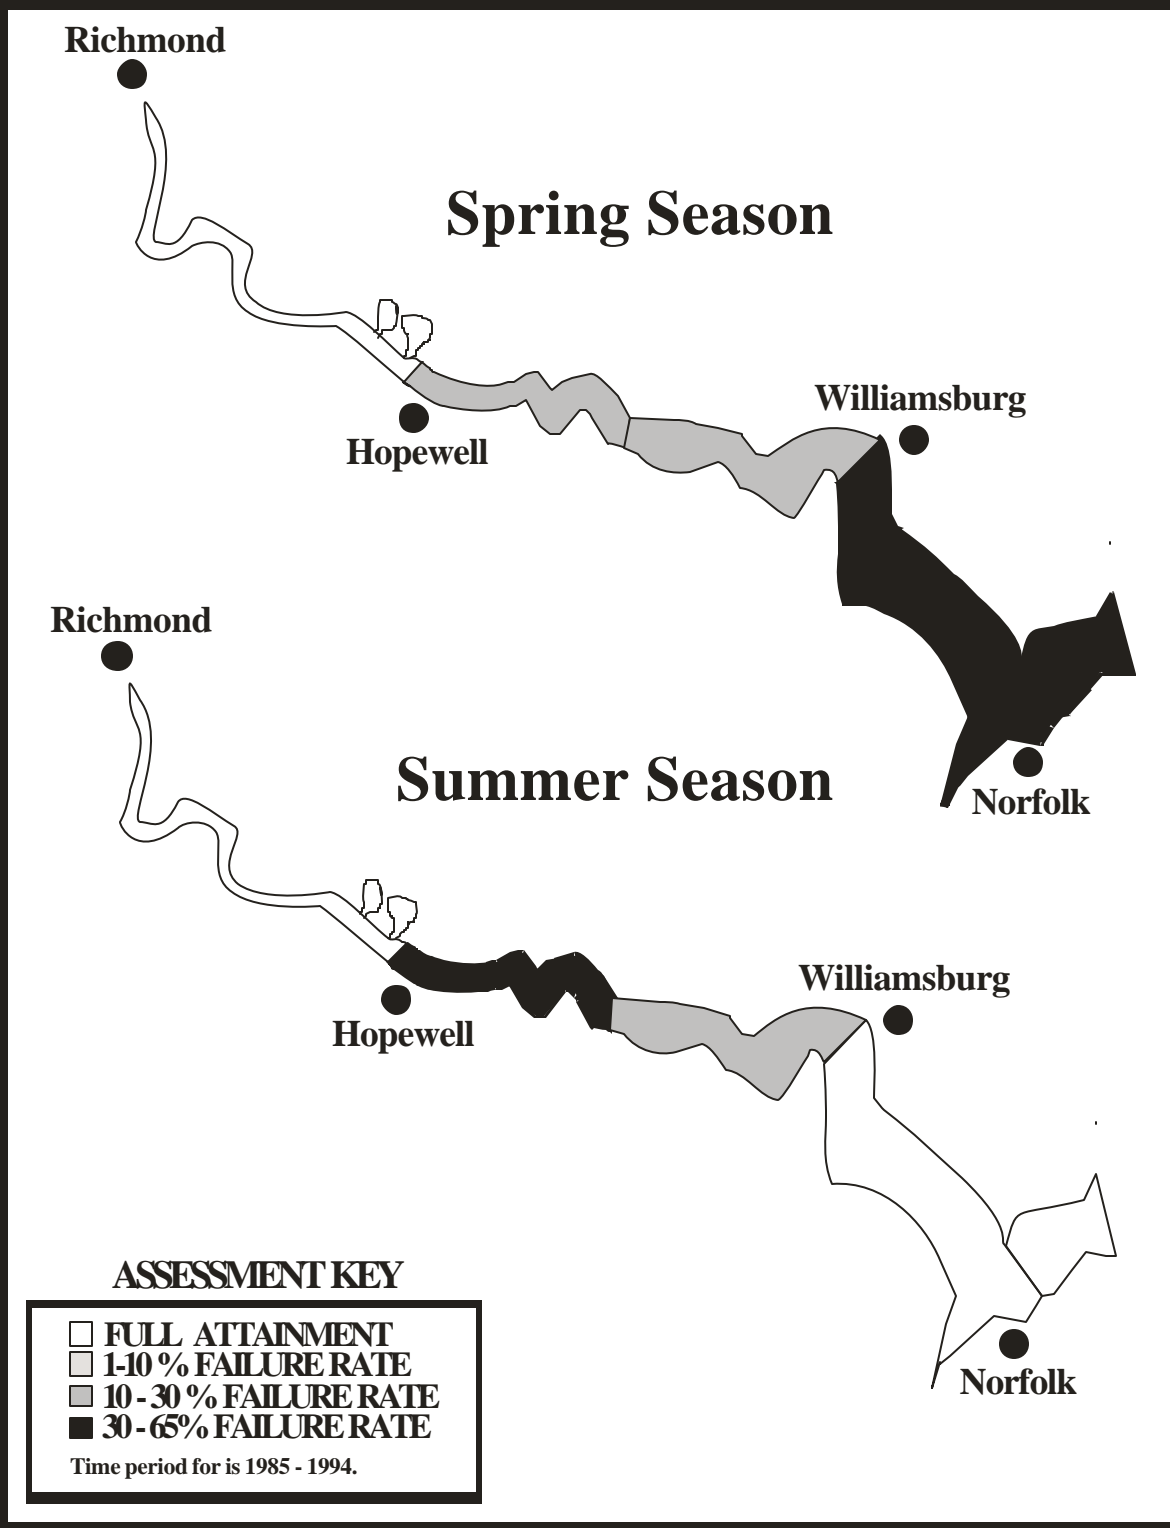 Richmond
Spring Season
Williamsburg
Hopewell
Richmond
Summer Season
Norfolk
Williamsburg
Hopewell
ASSESSMENT KEY
FULL ATTAINMENT
1-10 % FAILURE RATE
10 - 30 % FAILURE RATE
Norfolk
30 - 65% FAILURE RATE
Time period for is 1985 - 1994.